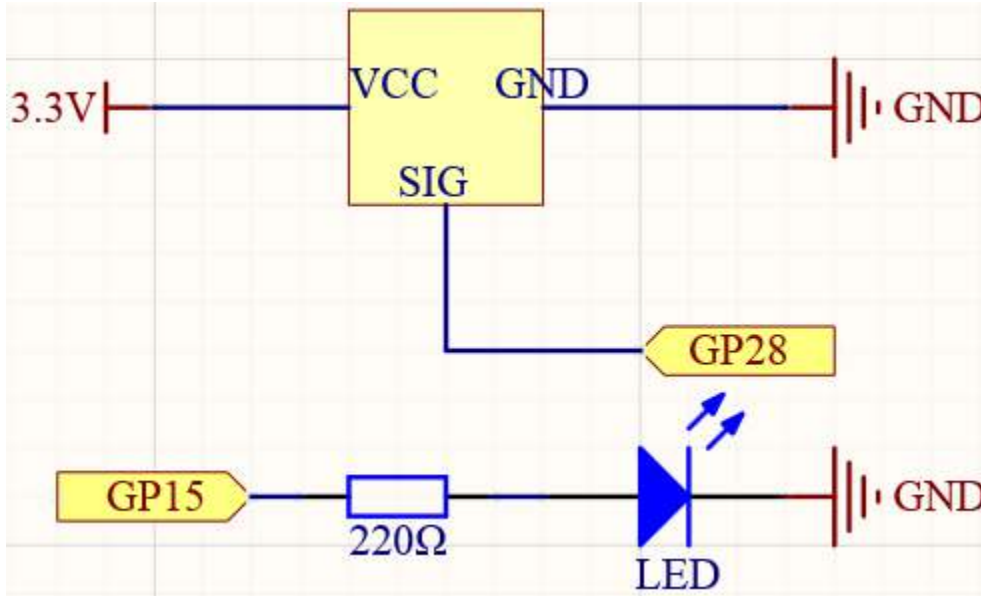 VCC
GND
3.3V
GND
SIG
GP28
GP15
GND
220Ω
LED